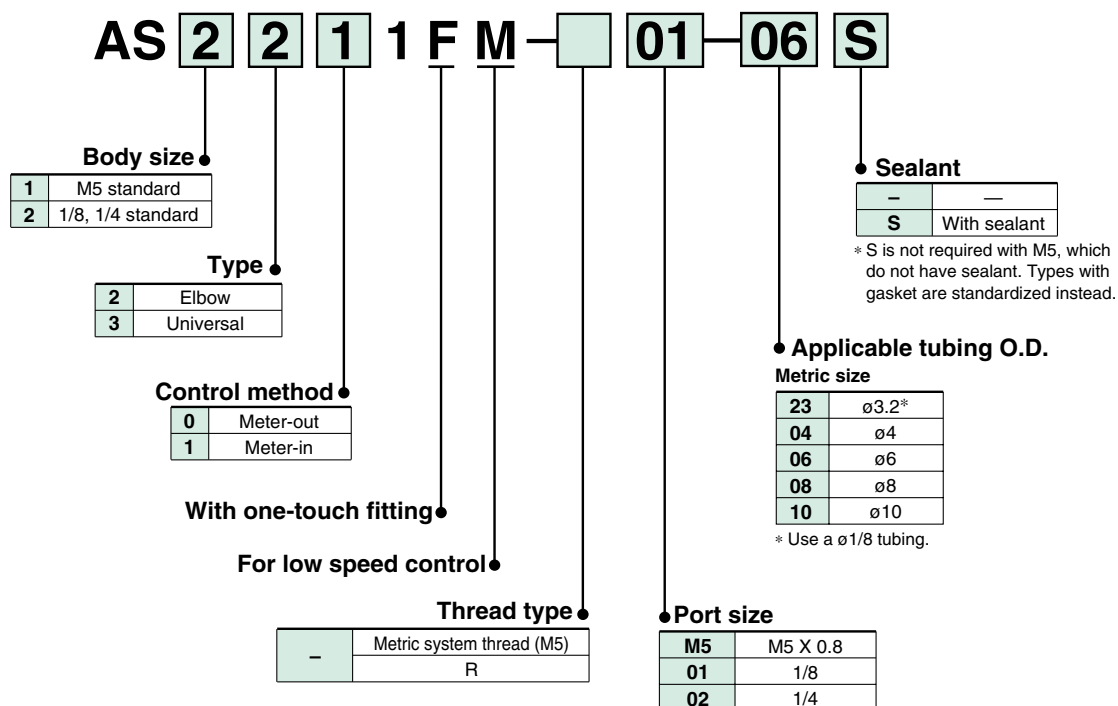 AS 2 2 1 1 F M – 01 – 06 S
Body size
1 M5 standard
2 1/8, 1/4 standard
Type
2 Elbow
3 Universal
Control method
0 Meter-out
1 Meter-in
With one-touch fitting
For low speed control
Thread type
– Metric system thread (M5)
R
Port size
M5 M5 X 0.8
01 1/8
02 1/4
Applicable tubing O.D.
Metric size
23 ø3.2*
04 ø4
06 ø6
08 ø8
10 ø10
* Use a ø1/8 tubing.
Sealant
– —
S With sealant
* S is not required with M5, which
do not have sealant. Types with
gasket are standardized instead.